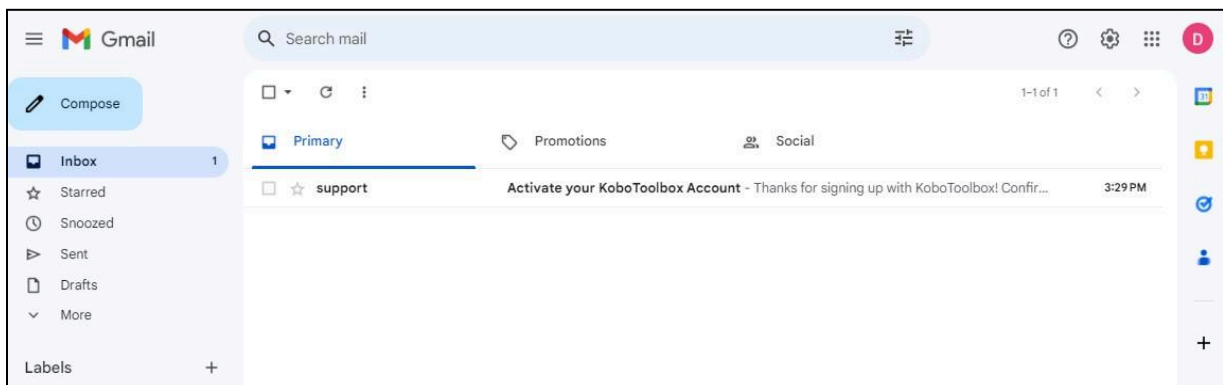 Gmail
Search mail
D
Compose
1-1 of 1
31
Primary
Promotions
Social
Inbox 1
support Activate your KoboToolbox Account - Thanks for signing up with KoboToolbox! Confir... 3:29 PM
Starred
Snoozed
Sent
Drafts
More
Labels